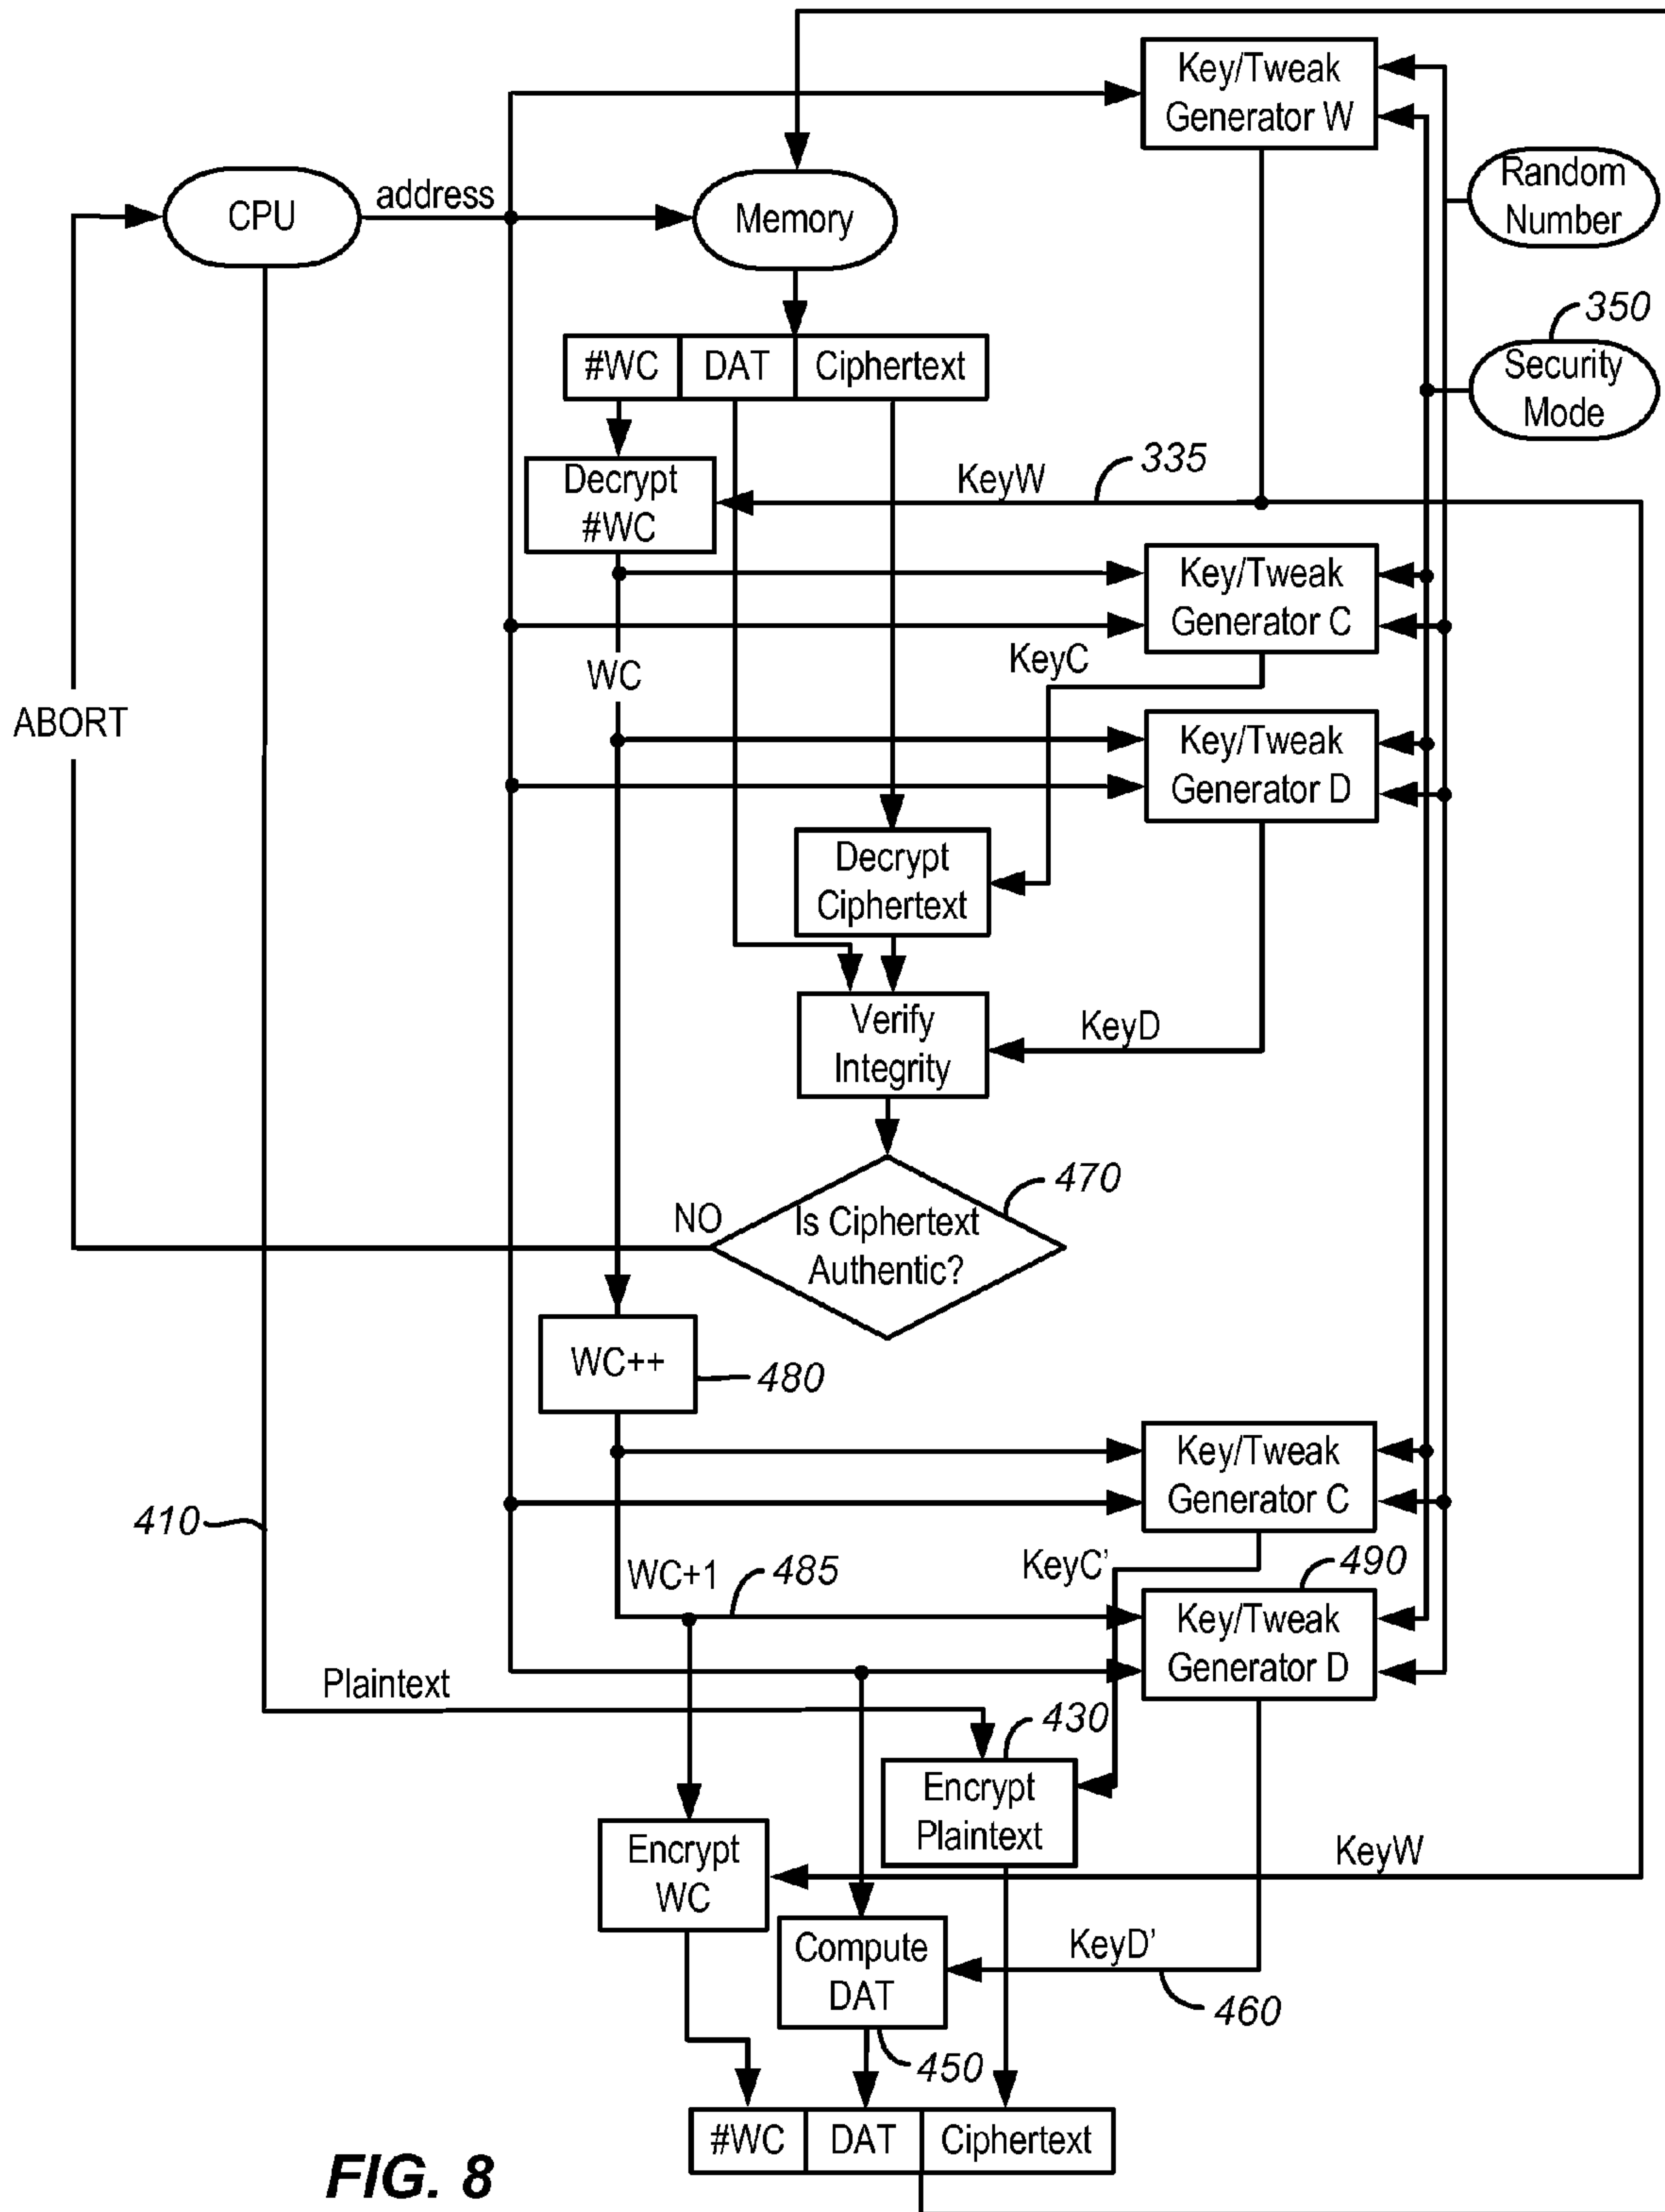 Key/Tweak
Generator W
Random
Number
CPU
address
Memory
350
Security
Mode
#WC
DAT
Ciphertext
Decrypt
#WC
KeyW
335
Key/Tweak
Generator C
WC
KeyC
ABORT
Key/Tweak
Generator D
Decrypt
Ciphertext
Verify
Integrity
KeyD
470
NO
Is Ciphertext
Authentic?
WC++
480
Key/Tweak
Generator C
410
WC+1
485
KeyC'
490
Key/Tweak
Generator D
Plaintext
430
Encrypt
Plaintext
Encrypt
WC
KeyW
Compute
DAT
KeyD'
460
450
#WC
DAT
Ciphertext
FIG. 8